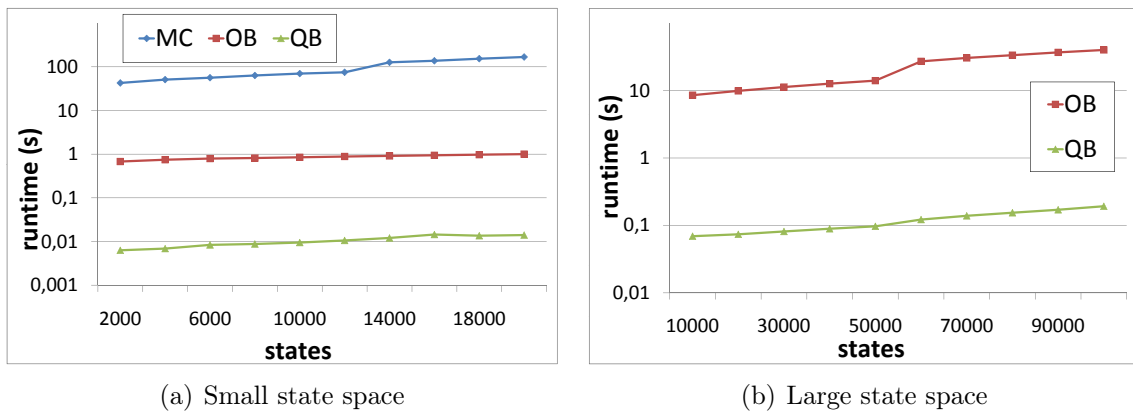 MC OB QB
100
10
1
0,1
0,01
0,001
runtime (s)
2000 6000 10000 14000 18000
states
(a) Small state space
10
1
0,1
0,01
runtime (s)
OB
QB
10000 30000 50000 70000 90000
states
(b) Large state space